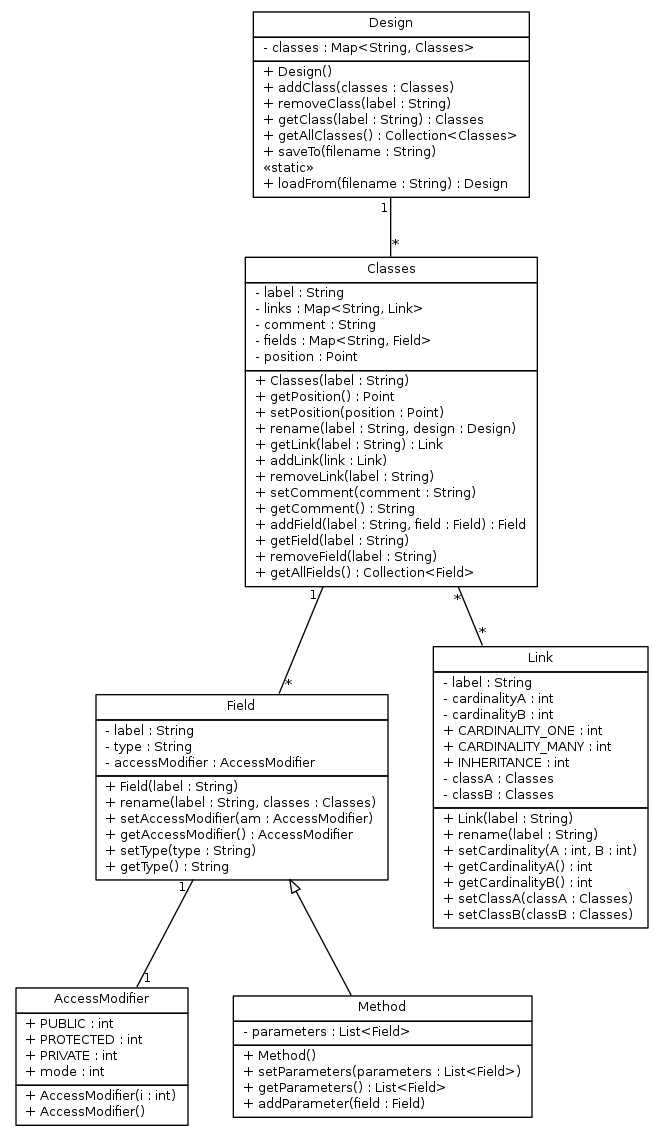 Design
- classes : Map<String, Classes>
+ Design()
+ addClass(classes : Classes)
+ removeClass(label : String)
+ getClass(label : String) : Classes
+ getAllClasses() : Collection<Classes>
+ saveTo(filename : String)
«static»
+ loadFrom(filename : String) : Design
1
*
Classes
- label : String
- links : Map<String, Link>
- comment : String
- fields : Map<String, Field>
- position : Point
+ Classes(label : String)
+ getPosition() : Point
+ setPosition(position : Point)
+ rename(label : String, design : Design)
+ getLink(label : String) : Link
+ addLink(link : Link)
+ removeLink(label : String)
+ setComment(comment : String)
+ getComment() : String
+ addField(label : String, field : Field) : Field
+ getField(label : String)
+ removeField(label : String)
+ getAllFields() : Collection<Field>
1
*
*
*
Field
- label : String
- type : String
- accessModifier : AccessModifier
+ Field(label : String)
+ rename(label : String, classes : Classes)
+ setAccessModifier(am : AccessModifier)
+ getAccessModifier() : AccessModifier
+ setType(type : String)
+ getType() : String
Link
- label : String
- cardinalityA : int
- cardinalityB : int
+ CARDINALITY_ONE : int
+ CARDINALITY_MANY : int
+ INHERITANCE : int
- classA : Classes
- classB : Classes
+ Link(label : String)
+ rename(label : String)
+ setCardinality(A : int, B : int)
+ getCardinalityA() : int
+ getCardinalityB() : int
+ setClassA(classA : Classes)
+ setClassB(classB : Classes)
1
1
AccessModifier
+ PUBLIC : int
+ PROTECTED : int
+ PRIVATE : int
+ mode : int
+ AccessModifier(i : int)
+ AccessModifier()
Method
- parameters : List<Field>
+ Method()
+ setParameters(parameters : List<Field>)
+ getParameters() : List<Field>
+ addParameter(field : Field)